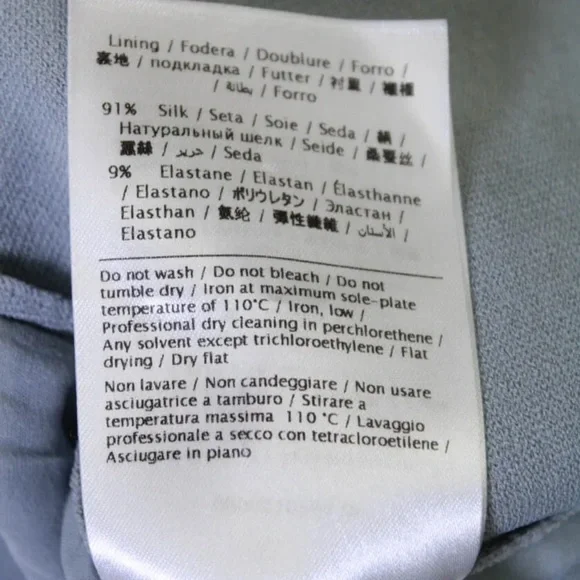 Lining / Fodera / Doublure / Forro /
裏地 / подкладка / Futter / 衬里 / 襯裡
/ بطانة / Forro
91% Silk / Seta / Soie / Seda / 絹 /
Натуральный шелк / Seide / 桑蚕丝 /
蠶絲 / حرير / Seda
9% Elastane / Elastan / Élasthanne
/ Elastano / ポリウレタン / Эластан /
Elasthan / 氨纶 / 弾性繊維 / الأستان /
Elastano
Do not wash / Do not bleach / Do not
tumble dry / Iron at maximum sole-plate
temperature of 110°C / Iron, low /
Professional dry cleaning in perchlorethene /
Any solvent except trichloroethylene / Flat
drying / Dry flat
Non lavare / Non candeggiare / Non usare
asciugatrice a tamburo / Stirare a
temperatura massima 110 °C / Lavaggio
professionale a secco con tetracloroetilene /
Asciugare in piano